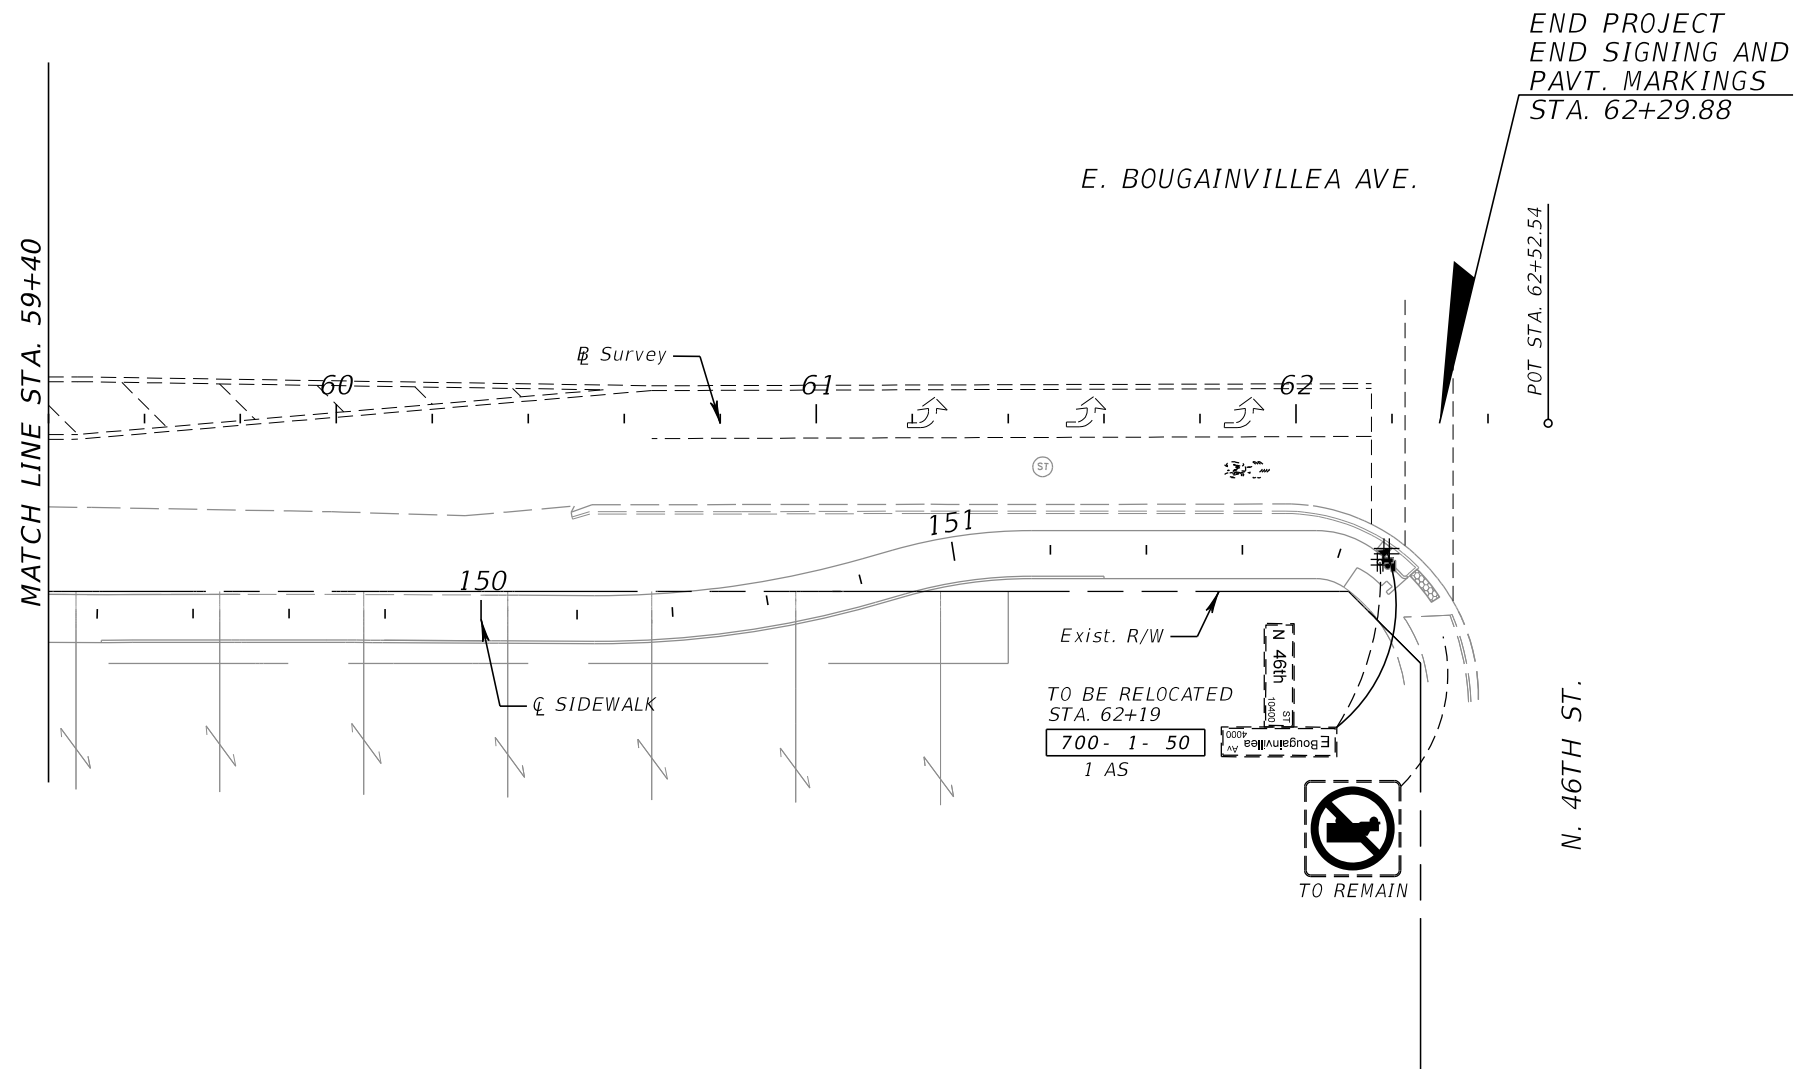 END PROJECT
END SIGNING AND
PAVT. MARKINGS
STA. 62+29.88
E. BOUGAINVILLEA AVE.
POT STA. 62+52.54
MATCH LINE STA. 59+40
℄ Survey
60
61
62
ST
151
150
Exist. R/W
℄ SIDEWALK
TO BE RELOCATED
STA. 62+19
700- 1- 50
1 AS
N 46th ST 10400
E Bougainvillea Av 4000
TO REMAIN
N. 46TH ST.